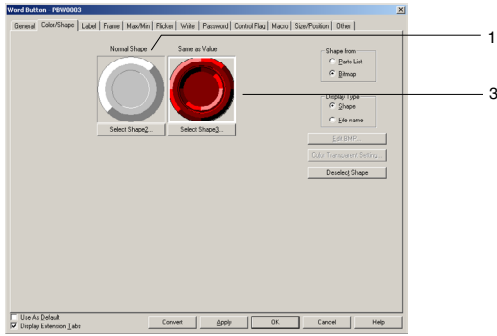 Word Button - PBW0003
General Color/Shape Label Frame Max/Min Flicker Write Password Control Flag Macro Size/Position Other
1
Normal Shape Same as Value
Shape from
Parts List
Bitmap
3
Display Type
Shape
File name
Select Shape2... Select Shape3...
Edit BMP...
Color Transparent Setting...
Deselect Shape
Use As Default
Display Extension Tabs
Convert Apply OK Cancel Help